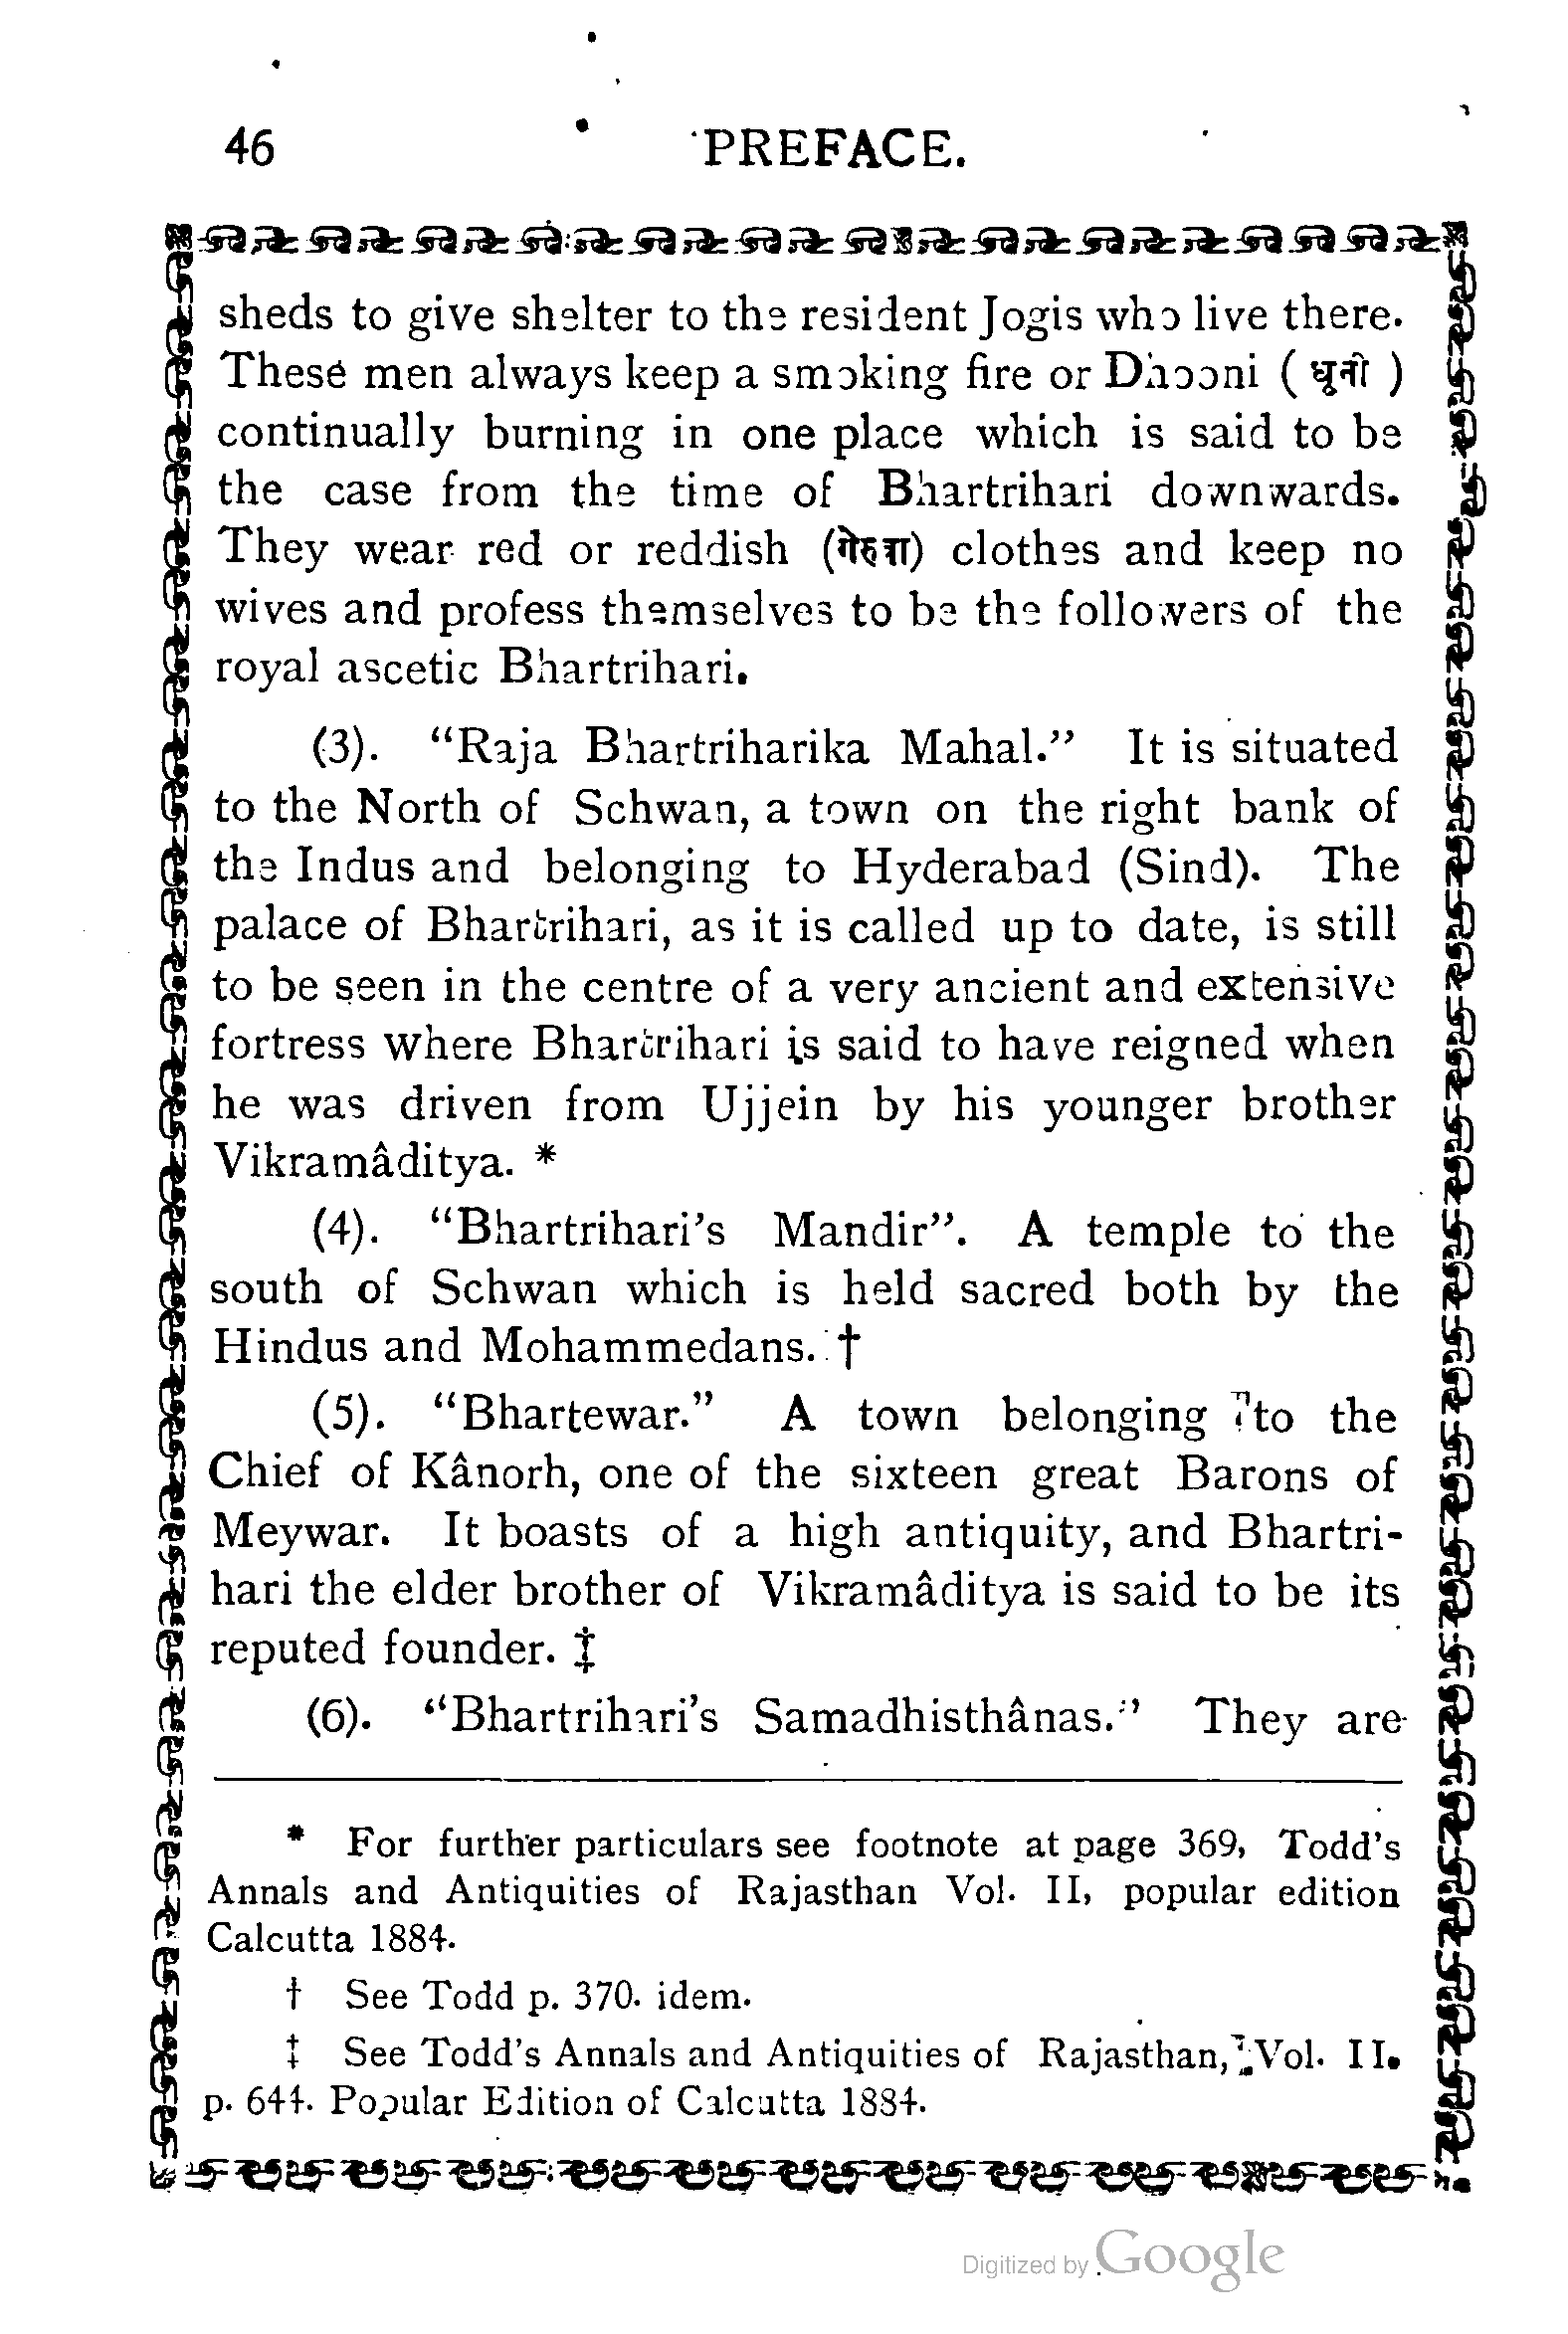 46 PREFACE.
sheds to give shelter to the resident Jogis who live there.
These men always keep a smoking fire or Dhooni ( धूनी )
continually burning in one place which is said to be
the case from the time of Bhartrihari downwards.
They wear red or reddish (गेरुआ) clothes and keep no
wives and profess themselves to be the followers of the
royal ascetic Bhartrihari.
(3). “Raja Bhartriharika Mahal.” It is situated
to the North of Schwan, a town on the right bank of
the Indus and belonging to Hyderabad (Sind). The
palace of Bhartrihari, as it is called up to date, is still
to be seen in the centre of a very ancient and extensive
fortress where Bhartrihari is said to have reigned when
he was driven from Ujjein by his younger brother
Vikramâditya. *
(4). “Bhartrihari’s Mandir”. A temple to the
south of Schwan which is held sacred both by the
Hindus and Mohammedans. †
(5). “Bhartewar.” A town belonging to the
Chief of Kânorh, one of the sixteen great Barons of
Meywar. It boasts of a high antiquity, and Bhartri-
hari the elder brother of Vikramâditya is said to be its
reputed founder. ‡
(6). “Bhartrihari’s Samadhisthânas.” They are
* For further particulars see footnote at page 369, Todd’s
Annals and Antiquities of Rajasthan Vol. II, popular edition
Calcutta 1884.
† See Todd p. 370. idem.
‡ See Todd’s Annals and Antiquities of Rajasthan, Vol. II.
p. 644. Popular Edition of Calcutta 1884.
Digitized by Google